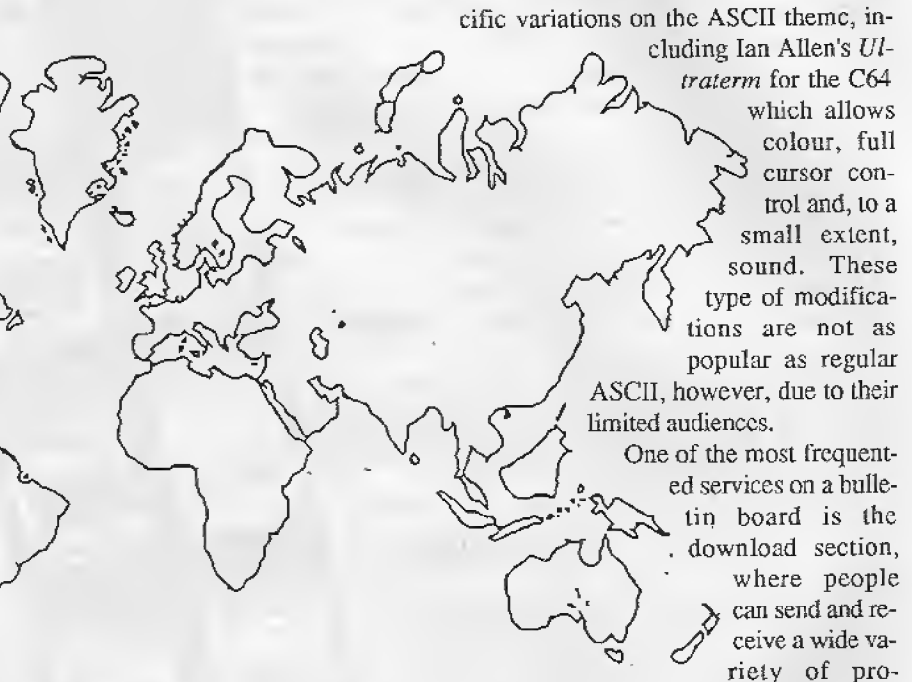 cific variations on the ASCII theme, in-
cluding Ian Allen's Ul-
traterm for the C64
which allows
colour, full
cursor con-
trol and, to a
small extent,
sound. These
type of modifica-
tions are not as
popular as regular
ASCII, however, due to their
limited audiences.
One of the most frequent-
ed services on a bulle-
tin board is the
download section,
where people
can send and re-
ceive a wide va-
riety of pro-